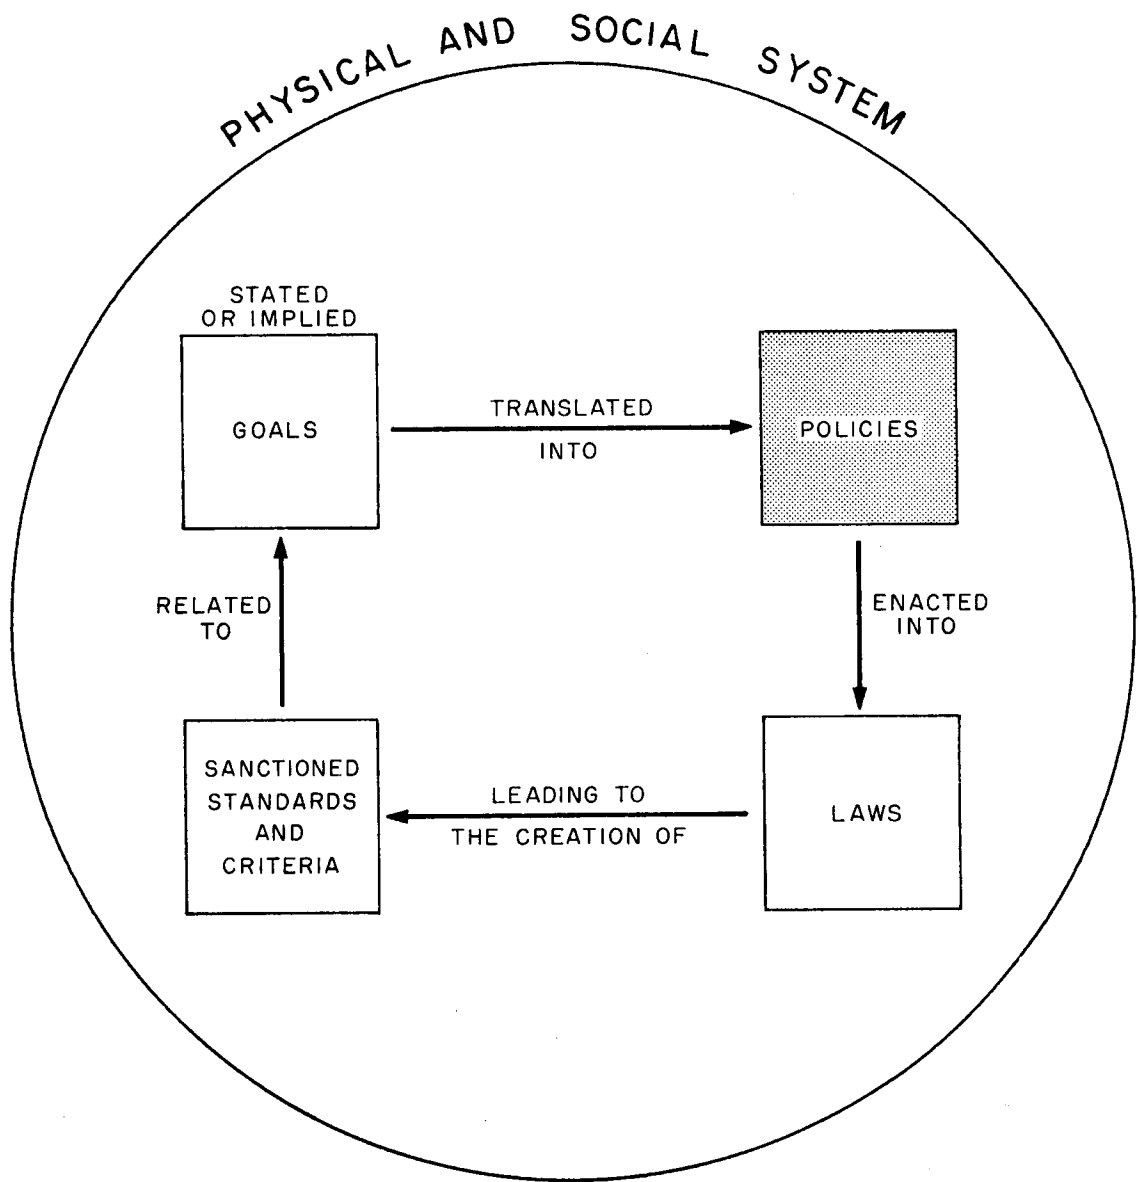 PHYSICAL AND SOCIAL SYSTEM
STATED
OR IMPLIED
GOALS
TRANSLATED
INTO
POLICIES
RELATED
TO
ENACTED
INTO
SANCTIONED
STANDARDS
AND
CRITERIA
LEADING TO
THE CREATION OF
LAWS